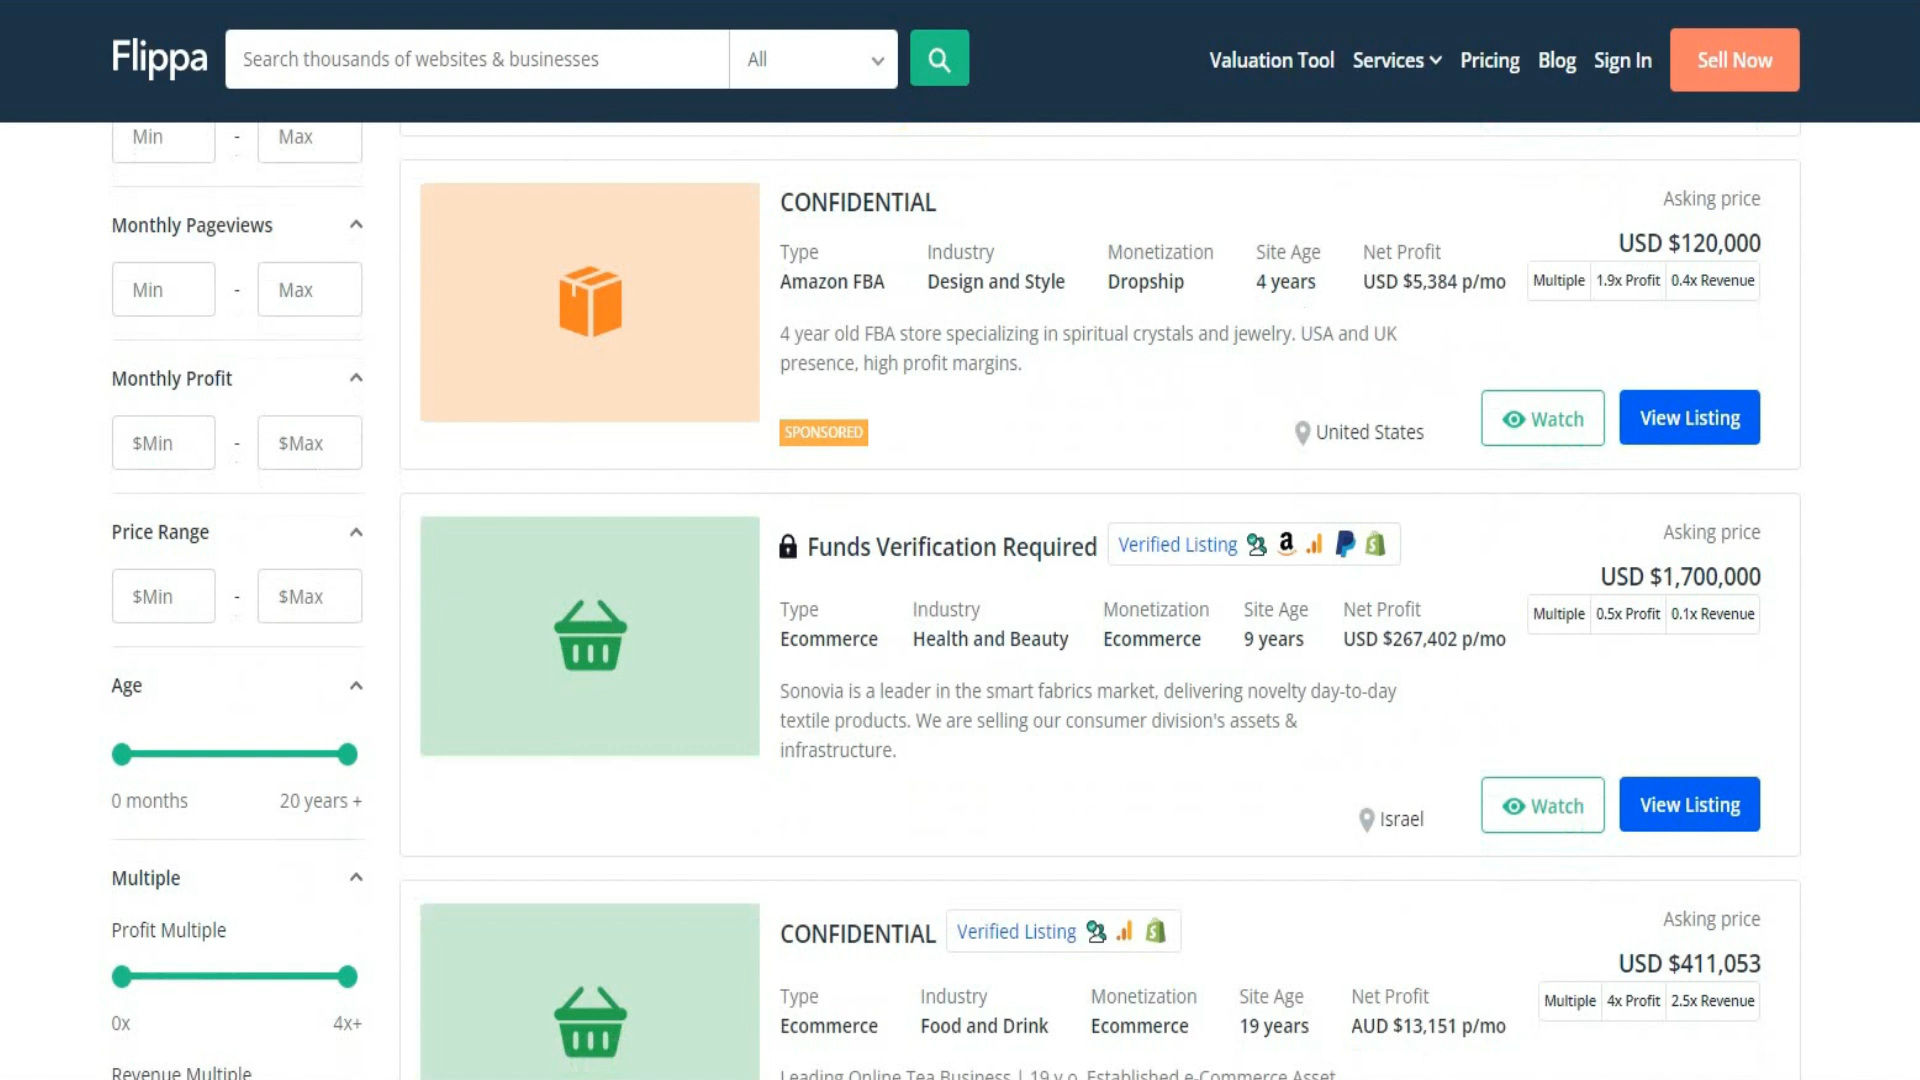 Flippa
Search thousands of websites & businesses
All
Valuation Tool Services Pricing Blog Sign In Sell Now
Min - Max
Monthly Pageviews
Min - Max
Monthly Profit
$Min - $Max
Price Range
$Min - $Max
Age
0 months 20 years +
Multiple
Profit Multiple
0x 4x+
Revenue Multiple
CONFIDENTIAL
Asking price
USD $120,000
Type Industry Monetization Site Age Net Profit
Amazon FBA Design and Style Dropship 4 years USD $5,384 p/mo
Multiple 1.9x Profit 0.4x Revenue
4 year old FBA store specializing in spiritual crystals and jewelry. USA and UK
presence, high profit margins.
SPONSORED
United States
Watch
View Listing
Funds Verification Required Verified Listing
Asking price
USD $1,700,000
Type Industry Monetization Site Age Net Profit
Ecommerce Health and Beauty Ecommerce 9 years USD $267,402 p/mo
Multiple 0.5x Profit 0.1x Revenue
Sonovia is a leader in the smart fabrics market, delivering novelty day-to-day
textile products. We are selling our consumer division's assets &
infrastructure.
Israel
Watch
View Listing
CONFIDENTIAL Verified Listing
Asking price
USD $411,053
Type Industry Monetization Site Age Net Profit
Ecommerce Food and Drink Ecommerce 19 years AUD $13,151 p/mo
Multiple 4x Profit 2.5x Revenue
Leading Online Tea Business | 19 y.o. Established e-Commerce Asset